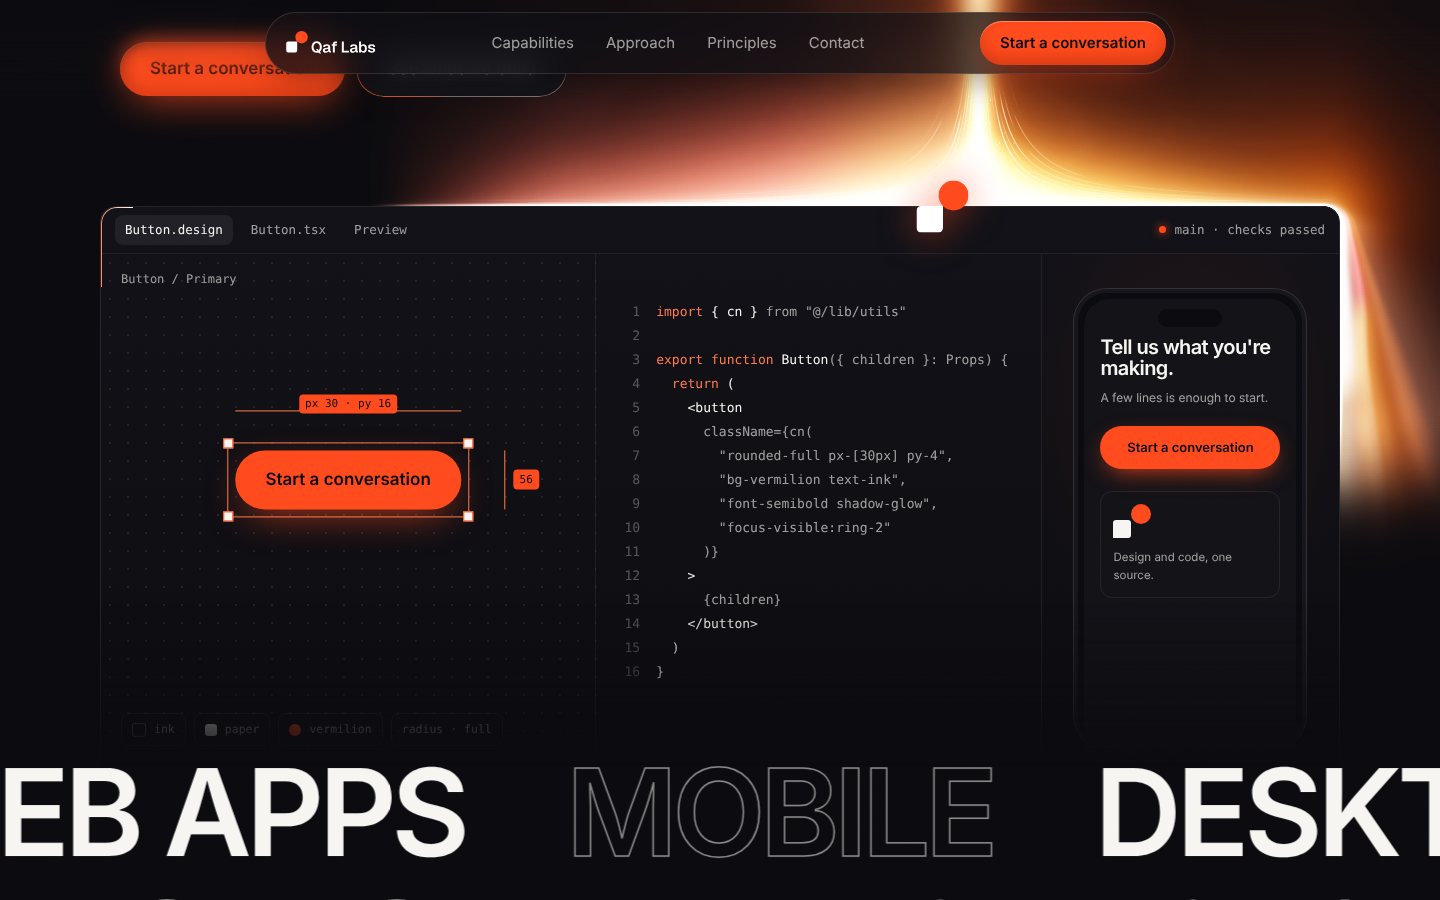 Qaf Labs
Capabilities
Approach
Principles
Contact
Start a conversation
Start a conversa
Button.design
Button.tsx
Preview
main · checks passed
Button / Primary
px 30 · py 16
Start a conversation
56
ink
paper
vermilion
radius · full
1 import { cn } from "@/lib/utils"
2
3 export function Button({ children }: Props) {
4 return (
5 <button
6 className={cn(
7 "rounded-full px-[30px] py-4",
8 "bg-vermilion text-ink",
9 "font-semibold shadow-glow",
10 "focus-visible:ring-2"
11 )}
12 >
13 {children}
14 </button>
15 )
16 }
Tell us what you're
making.
A few lines is enough to start.
Start a conversation
Design and code, one
source.
EB APPS MOBILE DESKT